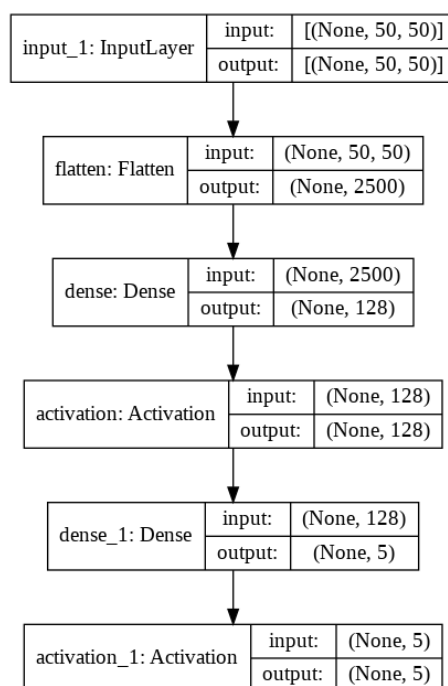 input_1: InputLayer
input: [(None, 50, 50)]
output: [(None, 50, 50)]
flatten: Flatten
input: (None, 50, 50)
output: (None, 2500)
dense: Dense
input: (None, 2500)
output: (None, 128)
activation: Activation
input: (None, 128)
output: (None, 128)
dense_1: Dense
input: (None, 128)
output: (None, 5)
activation_1: Activation
input: (None, 5)
output: (None, 5)